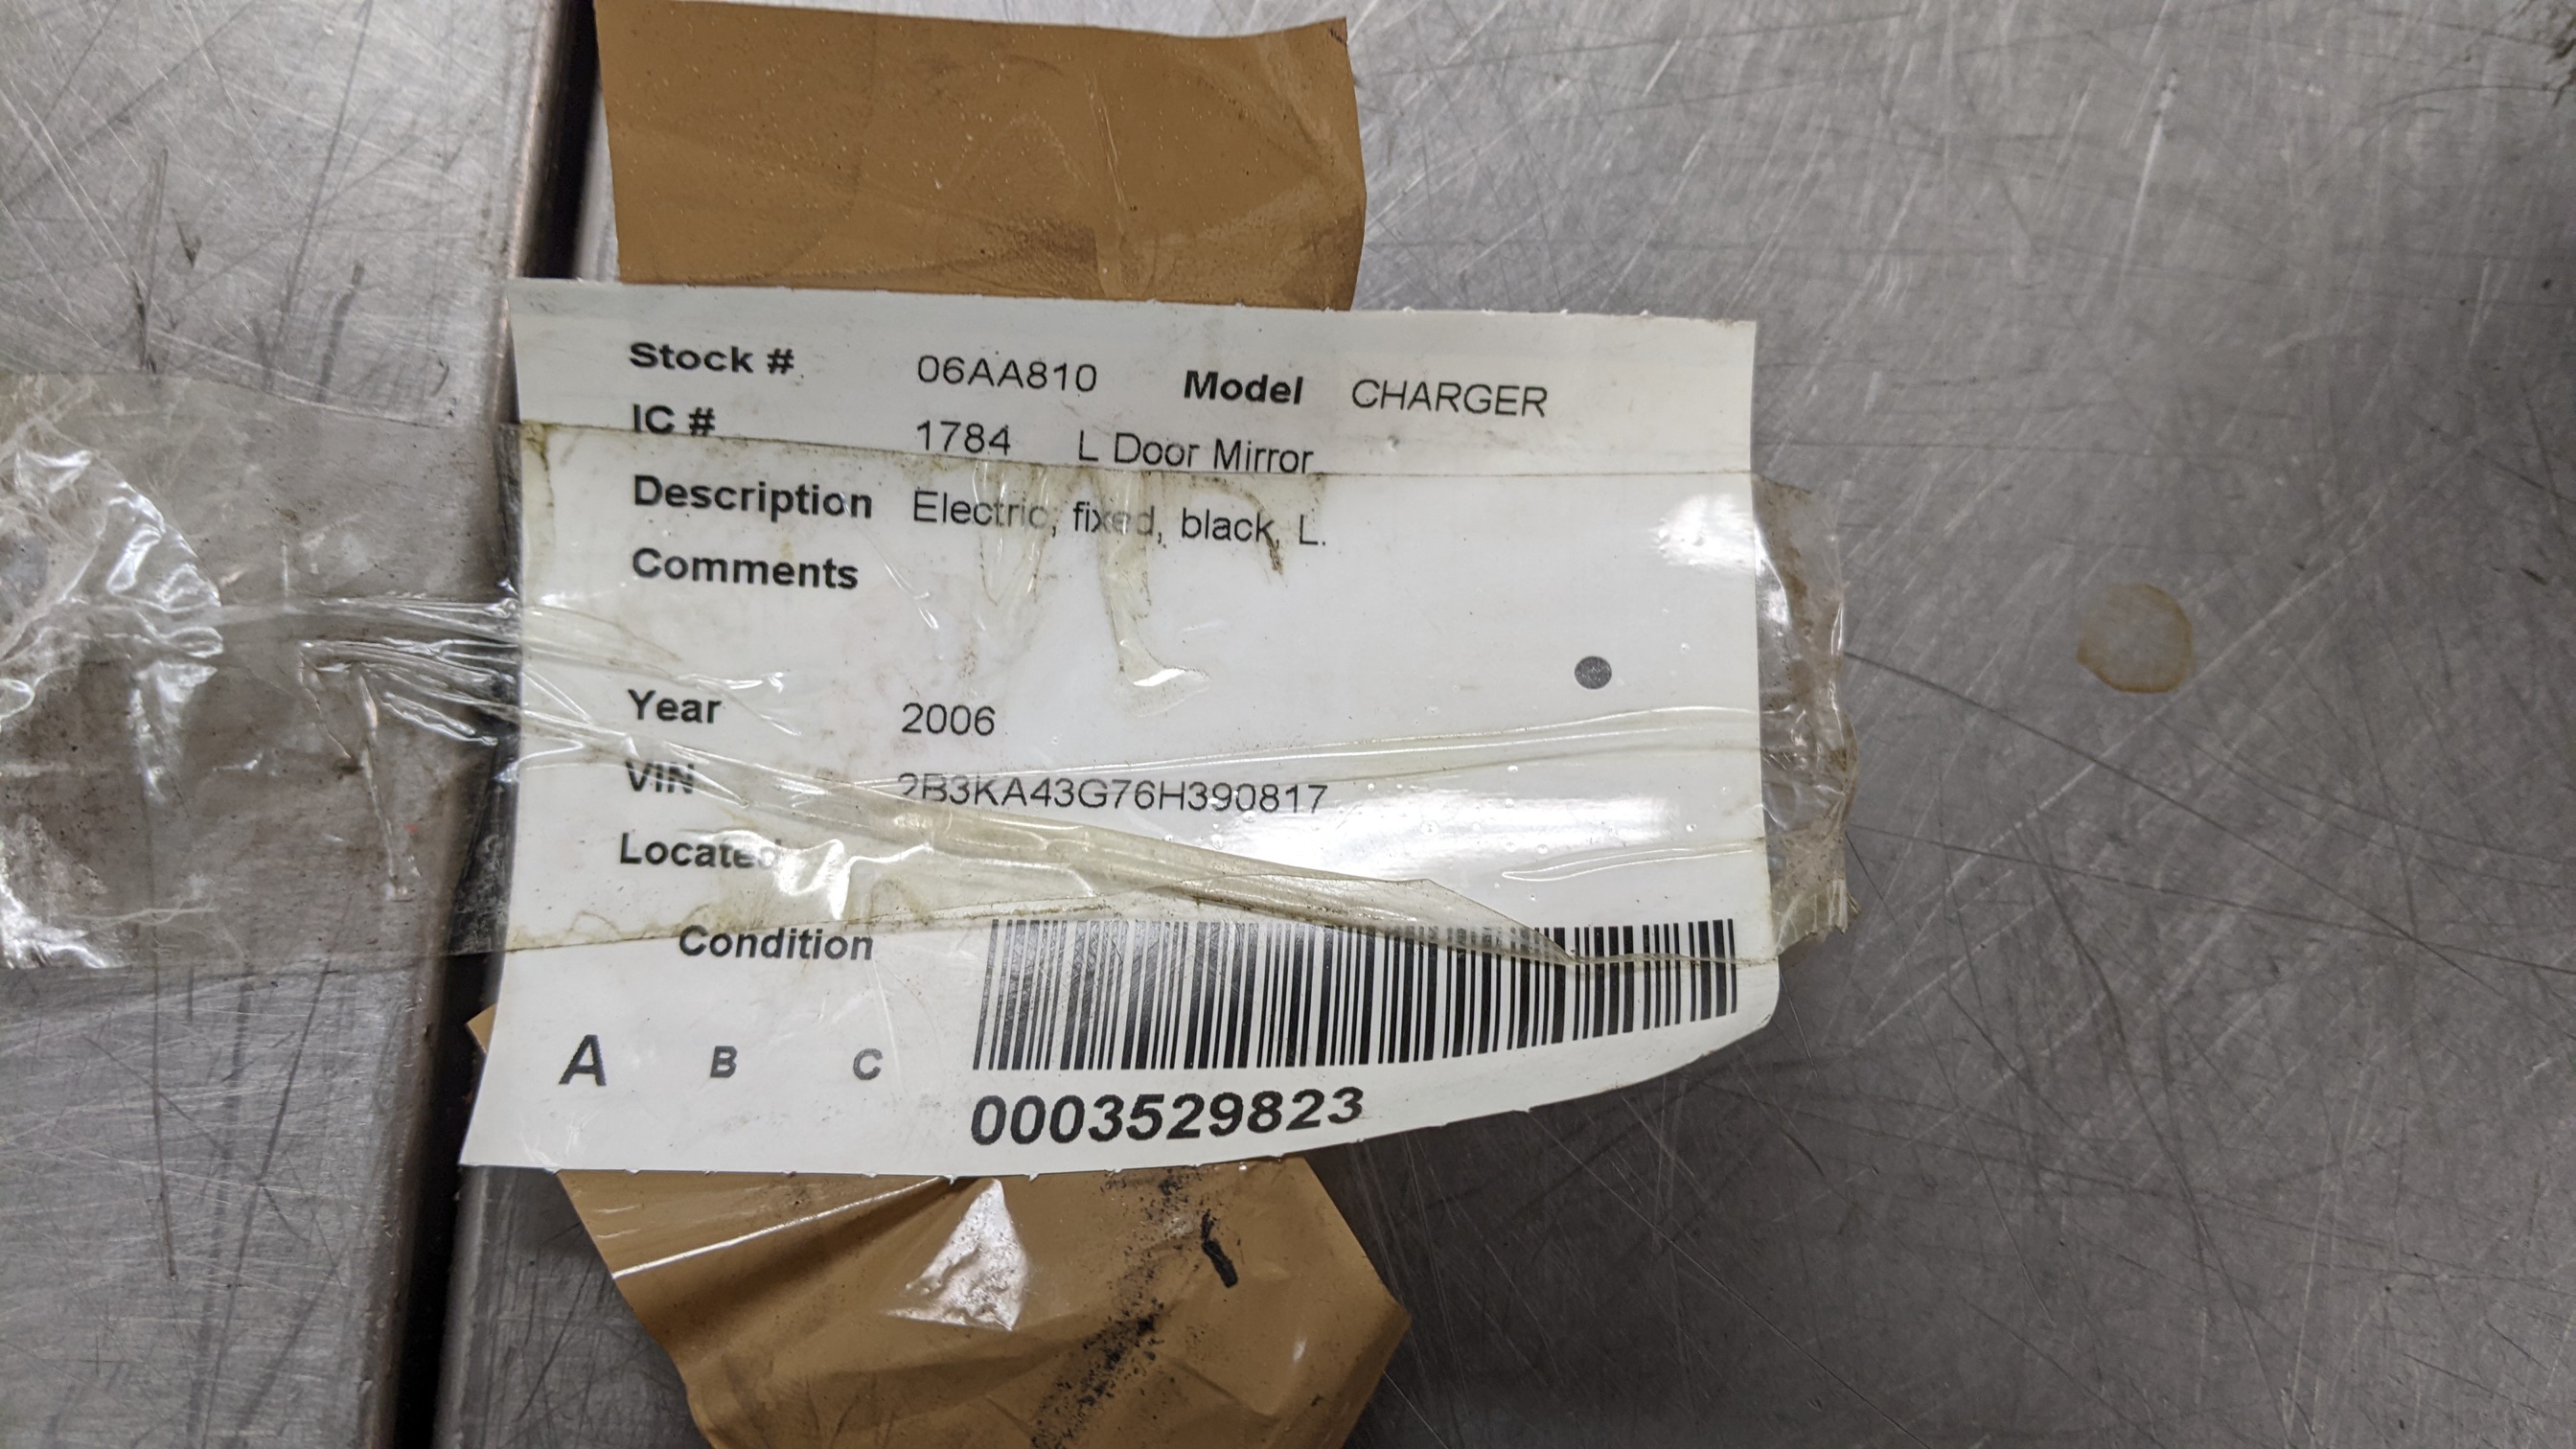 Stock # 06AA810 Model CHARGER
IC # 1784 L Door Mirror
Description Electric, fixed, black, L.
Comments
Year 2006
VIN 2B3KA43G76H390817
Located
Condition
A B C
0003529823